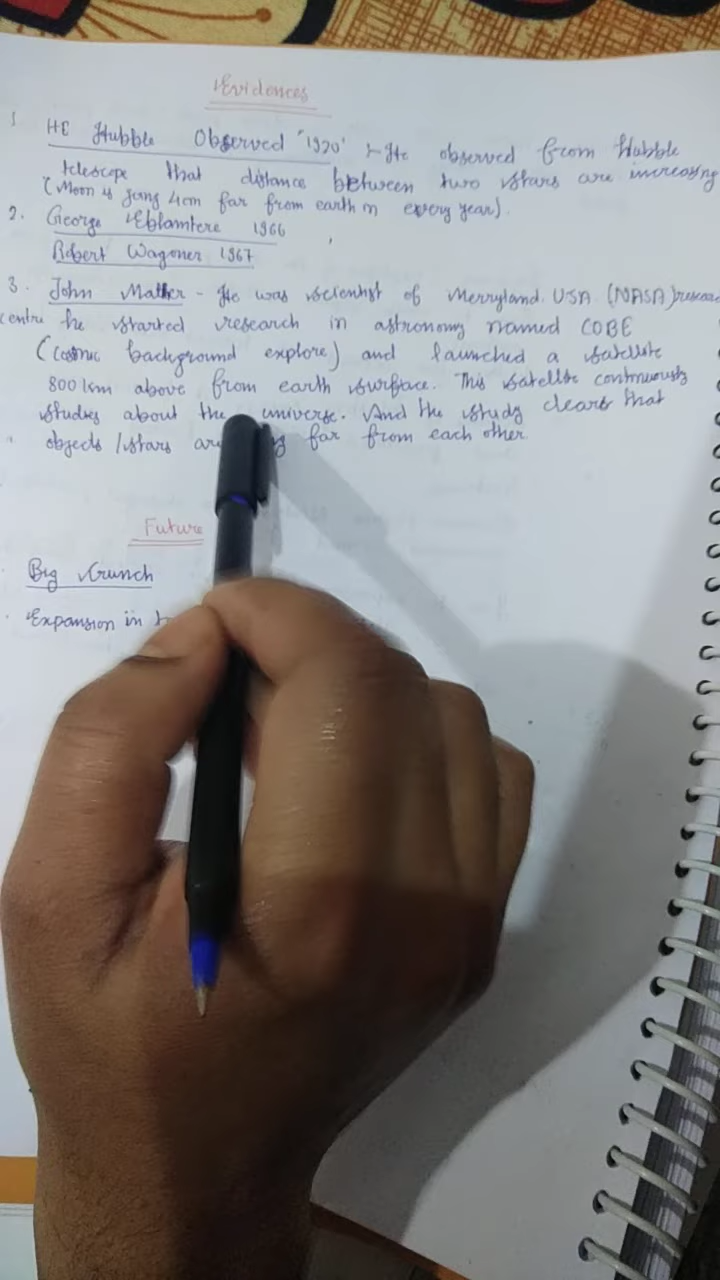 Evidences
1 HE Hubble Observed '1920' :- He observed from Hubble
telescope that distance between two stars are increasing
(Moon is going 4cm far from earth in every year).
2. George Eblamtere 1966
Robert Wagoner 1967
3. John Mather - He was scientist of Merryland. USA. (NASA) research
centre he started research in astronomy named COBE
(cosmic background explore) and launched a satellite
800 km above from earth surface. This satellite continuously
studies about the universe. And the study clears that
objects / stars are far from each other.
Future
Big Crunch
Expansion in